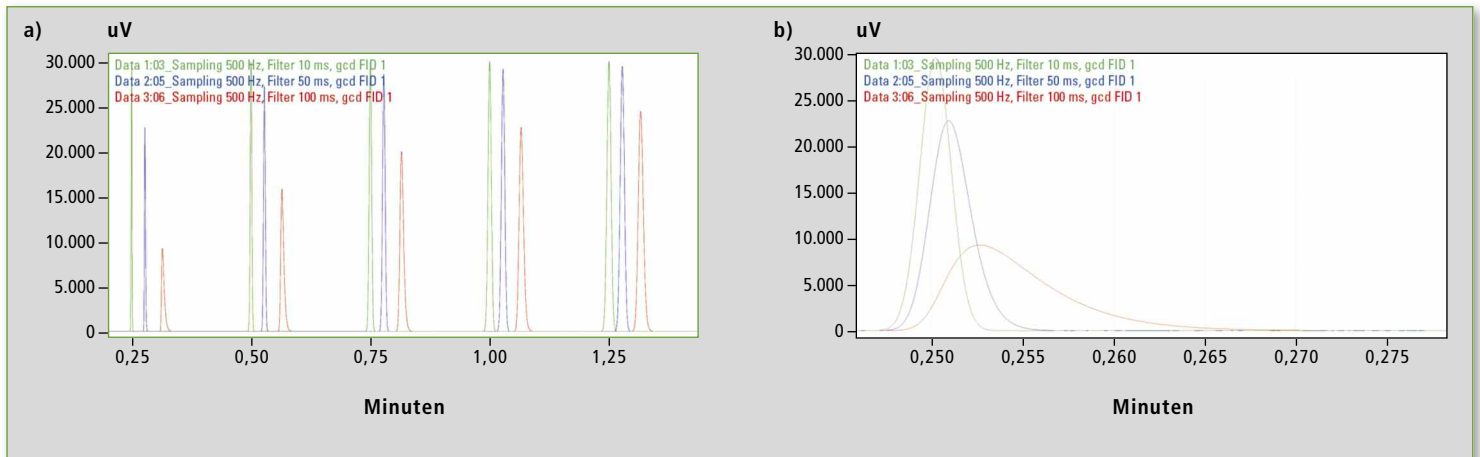 a) uV
Data 1:03_Sampling 500 Hz, Filter 10 ms, gcd FID 1
Data 2:05_Sampling 500 Hz, Filter 50 ms, gcd FID 1
Data 3:06_Sampling 500 Hz, Filter 100 ms, gcd FID 1
30.000
25.000
20.000
15.000
10.000
5.000
0
0,25 0,50 0,75 1,00 1,25
Minuten
b) uV
Data 1:03_Sampling 500 Hz, Filter 10 ms, gcd FID 1
Data 2:05_Sampling 500 Hz, Filter 50 ms, gcd FID 1
Data 3:06_Sampling 500 Hz, Filter 100 ms, gcd FID 1
30.000
25.000
20.000
15.000
10.000
5.000
0
0,250 0,255 0,260 0,265 0,270 0,275
Minuten